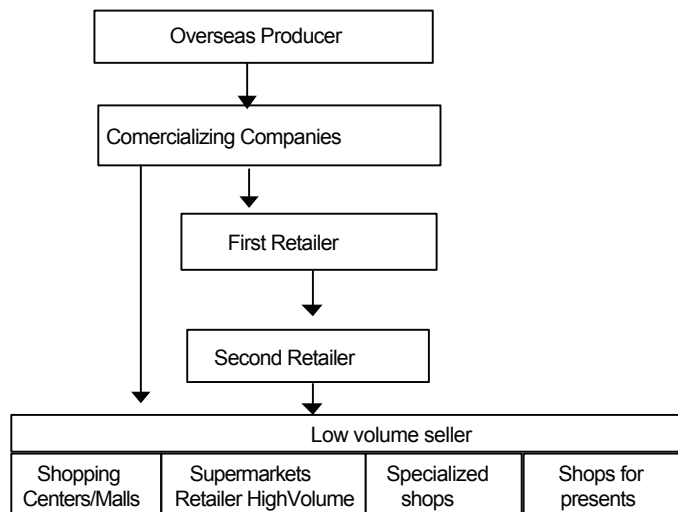 Overseas Producer
Comercializing Companies
First Retailer
Second Retailer
Low volume seller
Shopping
Centers/Malls
Supermarkets
Retailer HighVolume
Specialized
shops
Shops for
presents